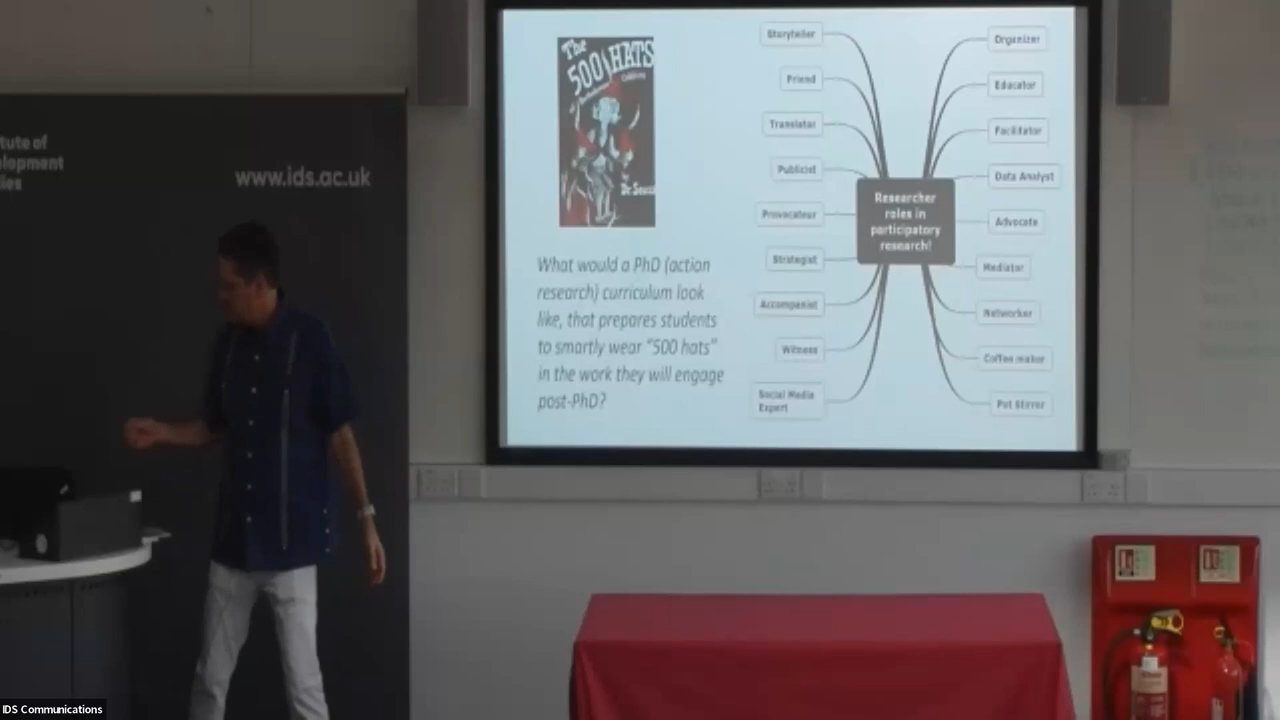 tute of
lopment
ies
www.ids.ac.uk
The
500 HATS
Dr. Seuss
What would a PhD (action
research) curriculum look
like, that prepares students
to smartly wear "500 hats"
in the work they will engage
post-PhD?
Storyteller
Friend
Translator
Publicist
Provocateur
Strategist
Accompanist
Witness
Social Media
Expert
Researcher
roles in
participatory
research!
Organizer
Educator
Facilitator
Data Analyst
Advocate
Mediator
Networker
Coffee maker
Pot Stirrer
IDS Communications